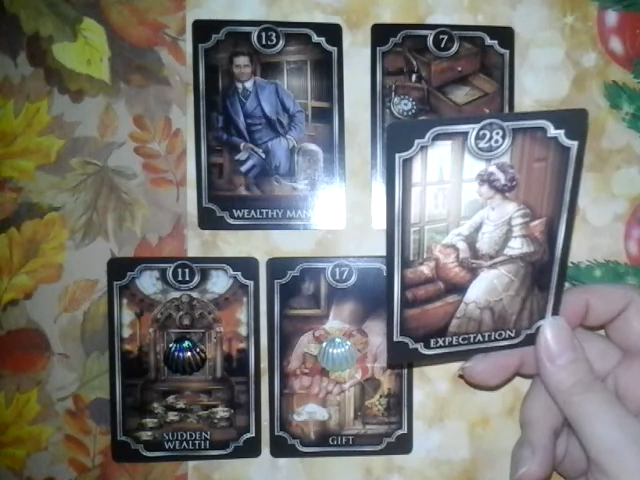 13
WEALTHY MAN
7
28
EXPECTATION
11
SUDDEN
WEALTH
17
GIFT